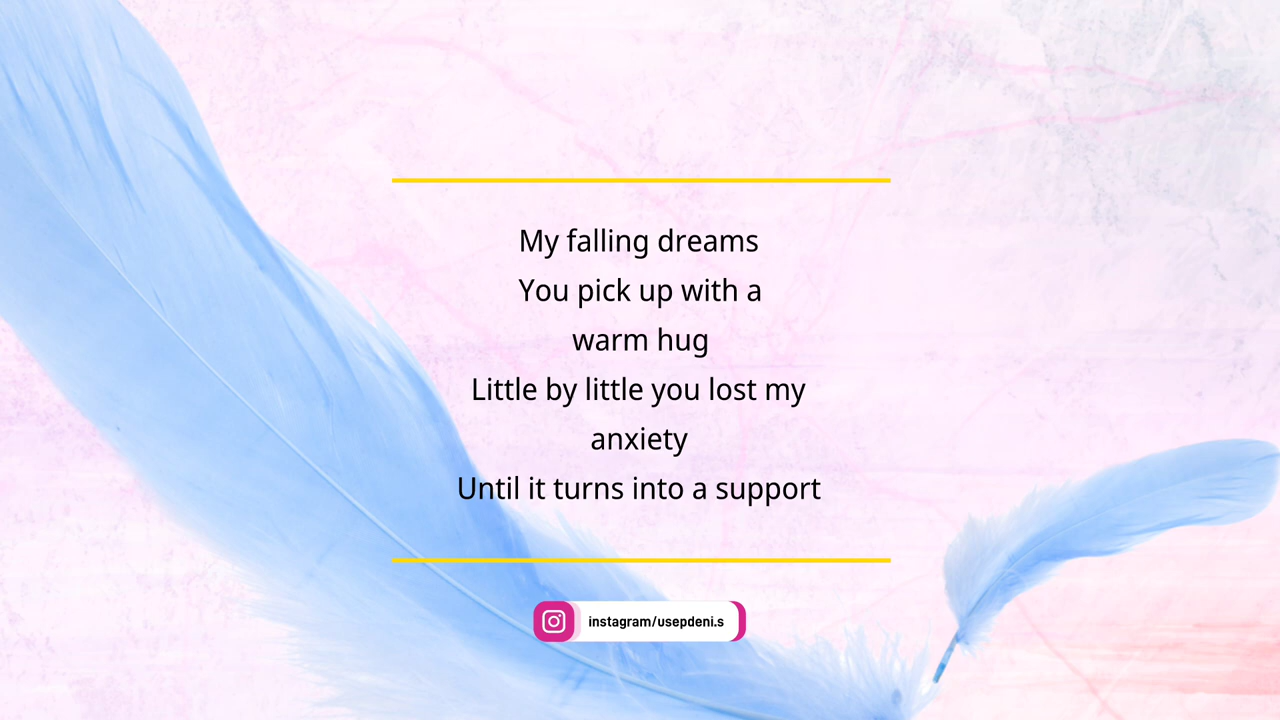 My falling dreams
You pick up with a
warm hug
Little by little you lost my
anxiety
Until it turns into a support
instagram/usepdeni.s